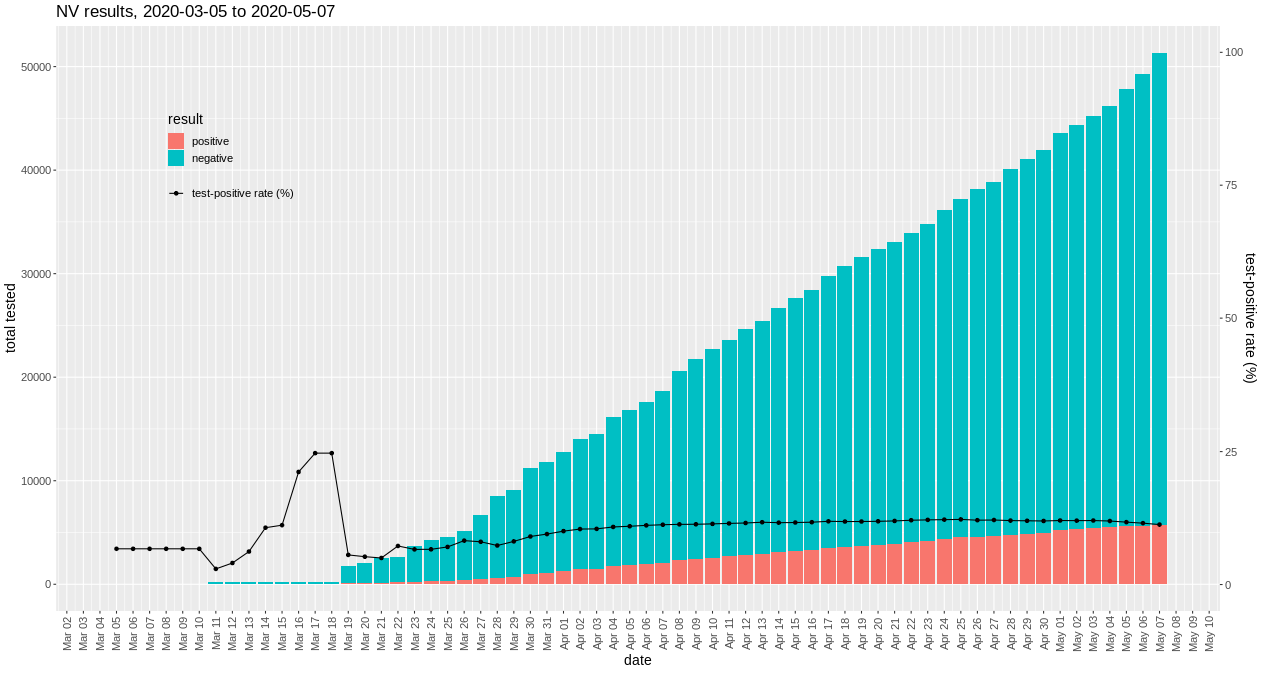 NV results, 2020-03-05 to 2020-05-07
50000
40000
30000
20000
10000
0
total tested
result
positive
negative
test-positive rate (%)
100
75
50
25
0
test-positive rate (%)
Mar 02
Mar 03
Mar 04
Mar 05
Mar 06
Mar 07
Mar 08
Mar 09
Mar 10
Mar 11
Mar 12
Mar 13
Mar 14
Mar 15
Mar 16
Mar 17
Mar 18
Mar 19
Mar 20
Mar 21
Mar 22
Mar 23
Mar 24
Mar 25
Mar 26
Mar 27
Mar 28
Mar 29
Mar 30
Mar 31
Apr 01
Apr 02
Apr 03
Apr 04
Apr 05
Apr 06
Apr 07
Apr 08
Apr 09
Apr 10
Apr 11
Apr 12
Apr 13
Apr 14
Apr 15
Apr 16
Apr 17
Apr 18
Apr 19
Apr 20
Apr 21
Apr 22
Apr 23
Apr 24
Apr 25
Apr 26
Apr 27
Apr 28
Apr 29
Apr 30
May 01
May 02
May 03
May 04
May 05
May 06
May 07
May 08
May 09
May 10
date